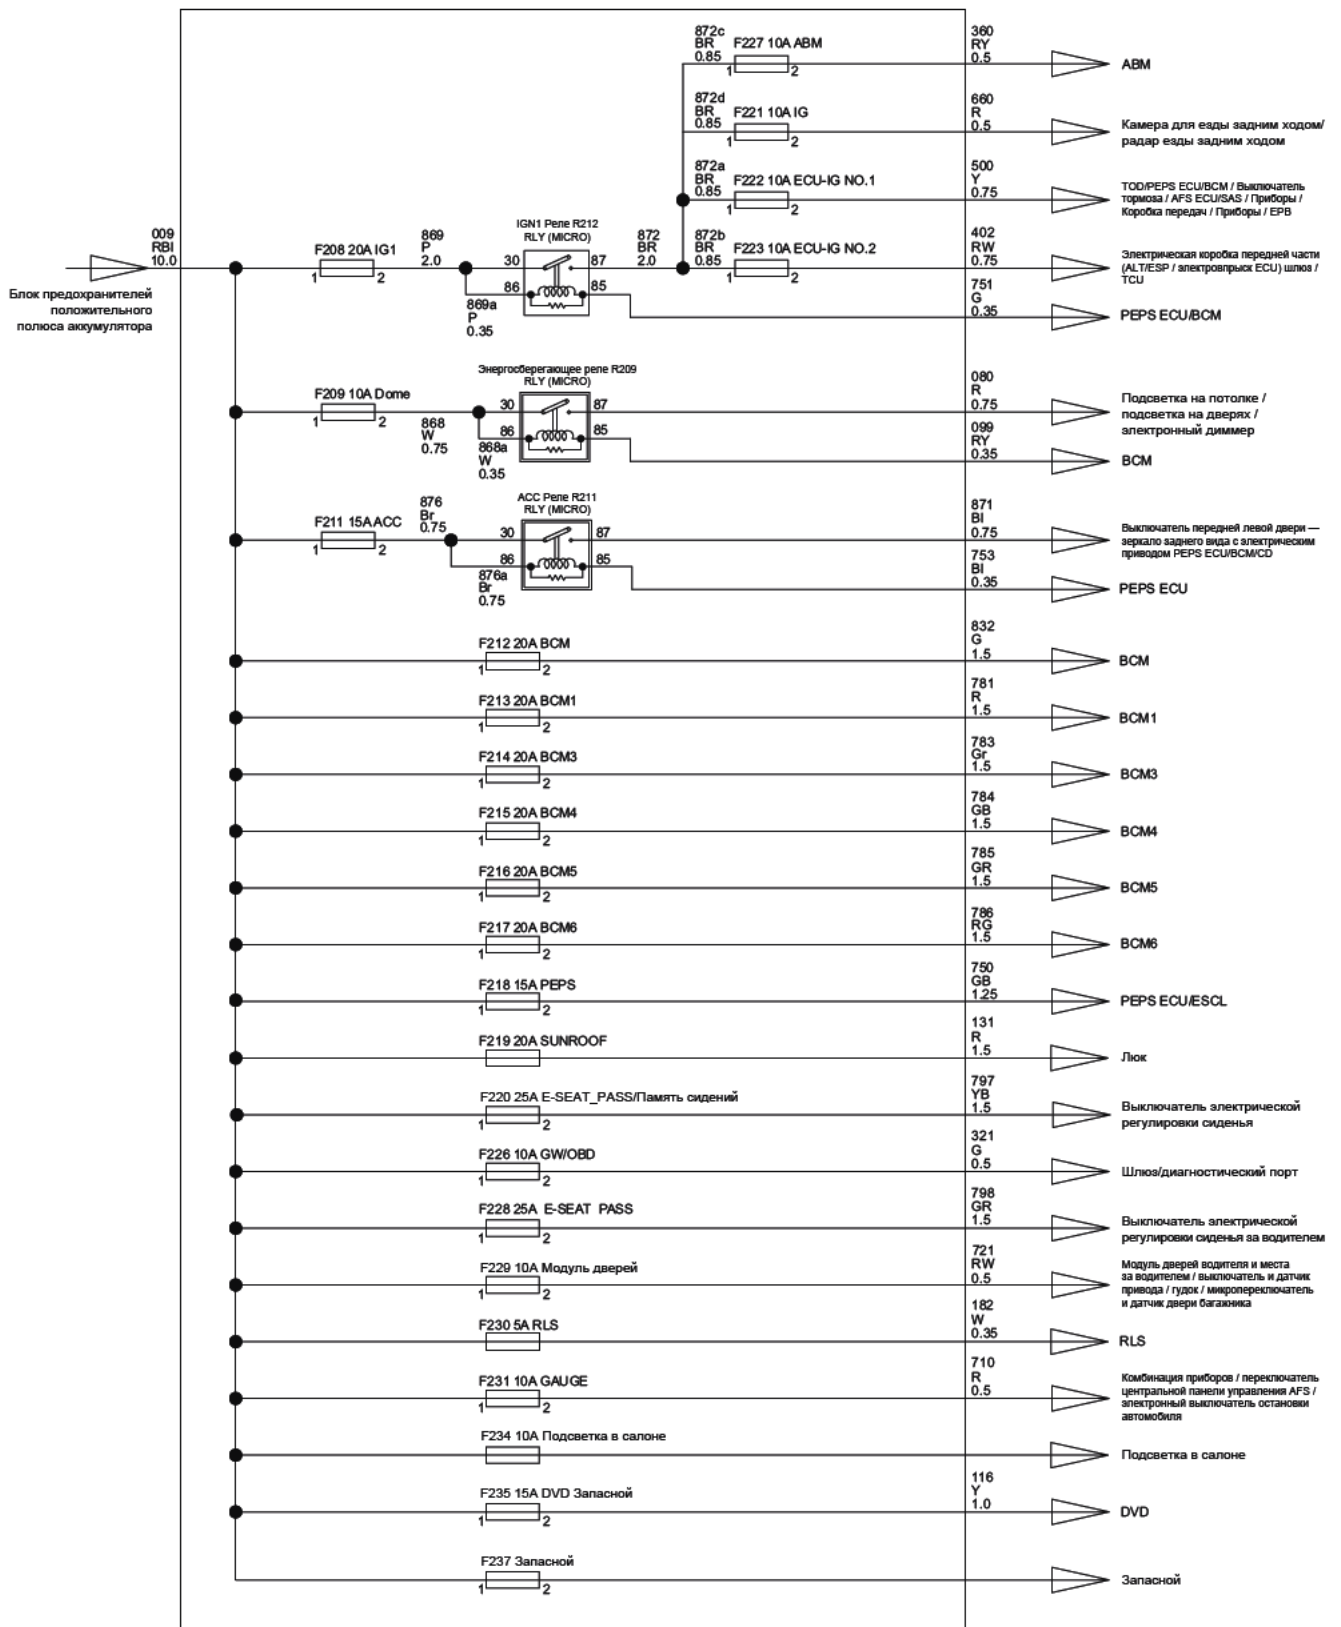 872c
BR
0.85
F227 10A ABM
1
2
360
RY
0.5
ABM
872d
BR
0.85
F221 10A IG
1
2
660
R
0.5
Камера для езды задним ходом/
радар езды задним ходом
872a
BR
0.85
F222 10A ECU-IG NO.1
1
2
500
Y
0.75
TOD/PEPS ECU/BCM / Выключатель
тормоза / AFS ECU/SAS / Приборы /
Коробка передач / Приборы / EPB
009
RBI
10.0
Блок предохранителей
положительного
полюса аккумулятора
F208 20A IG1
1
2
869
P
2.0
869a
P
0.35
IGN1 Реле R212
RLY (MICRO)
30
87
86
85
872
BR
2.0
872b
BR
0.85
F223 10A ECU-IG NO.2
1
2
402
RW
0.75
Электрическая коробка передней части
(ALT/ESP / электровпрыск ECU) шлюз /
TCU
751
G
0.35
PEPS ECU/BCM
F209 10A Dome
1
2
868
W
0.75
868a
W
0.35
Энергосберегающее реле R209
RLY (MICRO)
30
87
86
85
080
R
0.75
Подсветка на потолке /
подсветка на дверях /
электронный диммер
099
RY
0.35
BCM
F211 15A ACC
1
2
876
Br
0.75
876a
Br
0.75
ACC Реле R211
RLY (MICRO)
30
87
86
85
871
BI
0.75
Выключатель передней левой двери —
зеркало заднего вида с электрическим
приводом PEPS ECU/BCM/CD
753
BI
0.35
PEPS ECU
F212 20A BCM
1
2
832
G
1.5
BCM
F213 20A BCM1
1
2
781
R
1.5
BCM1
F214 20A BCM3
1
2
783
Gr
1.5
BCM3
F215 20A BCM4
1
2
784
GB
1.5
BCM4
F216 20A BCM5
1
2
785
GR
1.5
BCM5
F217 20A BCM6
1
2
786
RG
1.5
BCM6
F218 15A PEPS
1
2
750
GB
1.25
PEPS ECU/ESCL
F219 20A SUNROOF
131
R
1.5
Люк
F220 25A E-SEAT_PASS/Память сидений
1
2
797
YB
1.5
Выключатель электрической
регулировки сиденья
F226 10A GW/OBD
1
2
321
G
0.5
Шлюз/диагностический порт
F228 25A E-SEAT PASS
1
2
798
GR
1.5
Выключатель электрической
регулировки сиденья за водителем
F229 10A Модуль дверей
1
2
721
RW
0.5
Модуль дверей водителя и места
за водителем / выключатель и датчик
привода / гудок / микропереключатель
и датчик двери багажника
F230 5A RLS
182
W
0.35
RLS
F231 10A GAUGE
1
2
710
R
0.5
Комбинация приборов / переключатель
центральной панели управления AFS /
электронный выключатель остановки
автомобиля
F234 10A Подсветка в салоне
Подсветка в салоне
F235 15A DVD Запасной
1
2
116
Y
1.0
DVD
F237 Запасной
1
2
Запасной